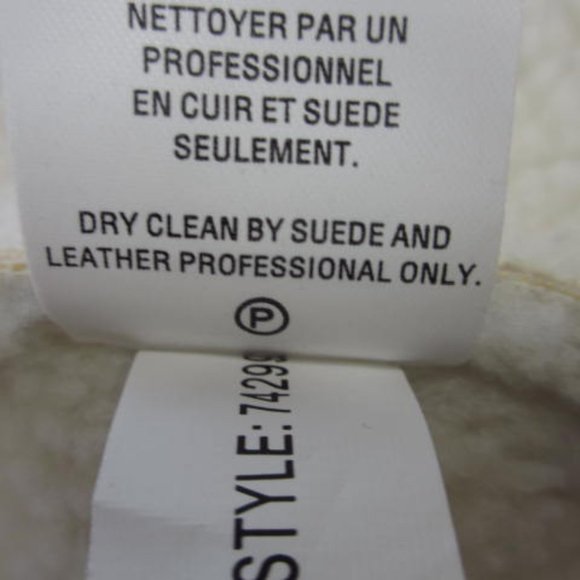 NETTOYER PAR UN
PROFESSIONNEL
EN CUIR ET SUEDE
SEULEMENT.
DRY CLEAN BY SUEDE AND
LEATHER PROFESSIONAL ONLY.
P
STYLE: